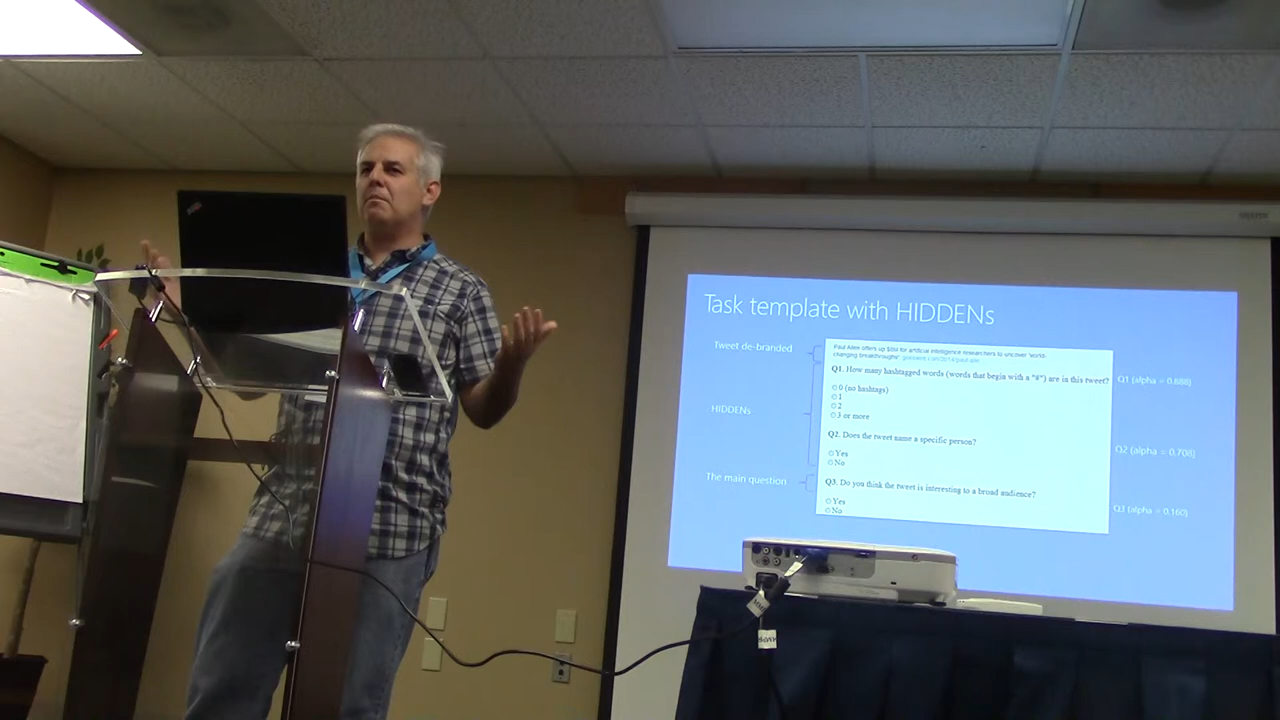 Task template with HIDDENs
Tweet de-branded
Paul Allen offers up $5M for artificial intelligence researchers to uncover 'world-
changing breakthroughs'
Q1. How many hashtagged words (words that begin with a "#") are in this tweet?
0 (no hashtags)
1
2
3 or more
Q1 (alpha = 0.888)
HIDDENs
Q2. Does the tweet name a specific person?
Yes
No
Q2 (alpha = 0.708)
The main question
Q3. Do you think the tweet is interesting to a broad audience?
Yes
No
Q3 (alpha = 0.160)